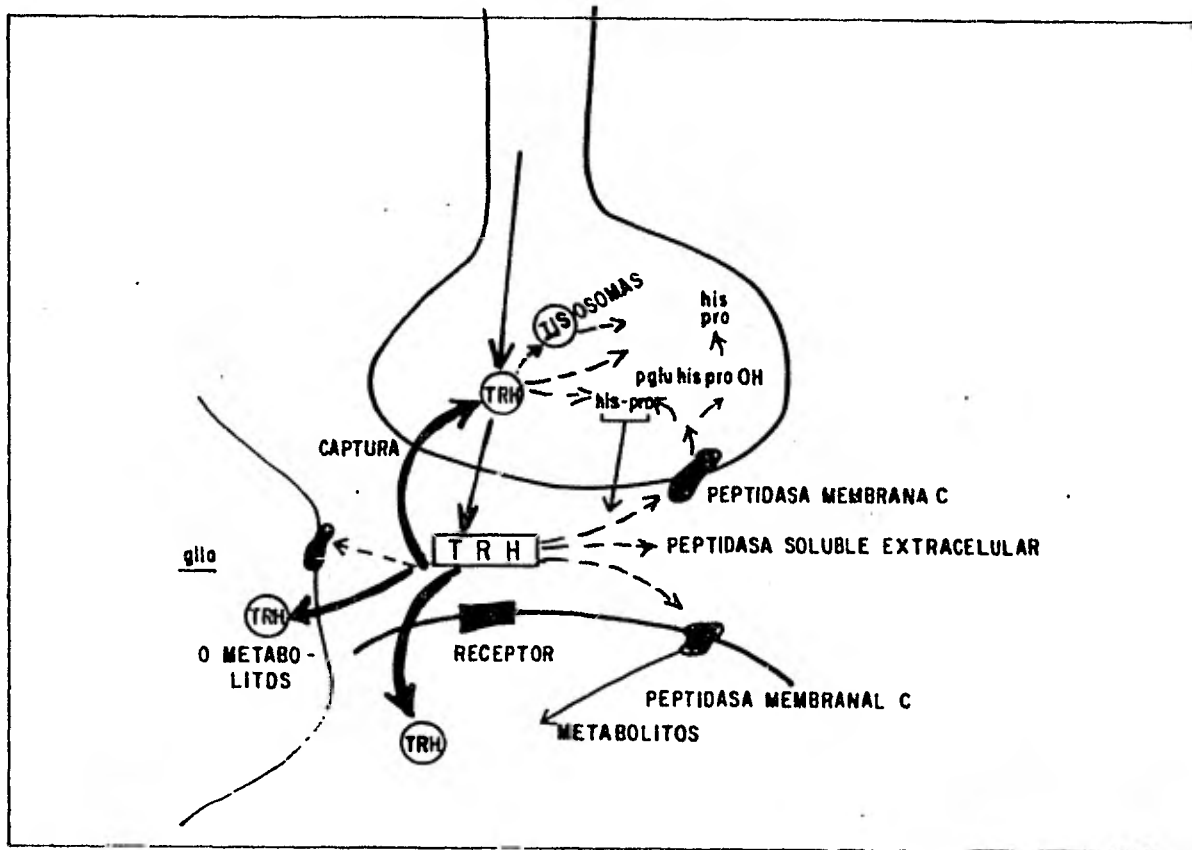 LISOSOMAS
his
pro
pglu his pro OH
TRH
his-pro
CAPTURA
PEPTIDASA MEMBRANA C
TRH
PEPTIDASA SOLUBLE EXTRACELULAR
glia
TRH
O METABO-
LITOS
RECEPTOR
PEPTIDASA MEMBRANAL C
METABOLITOS
TRH